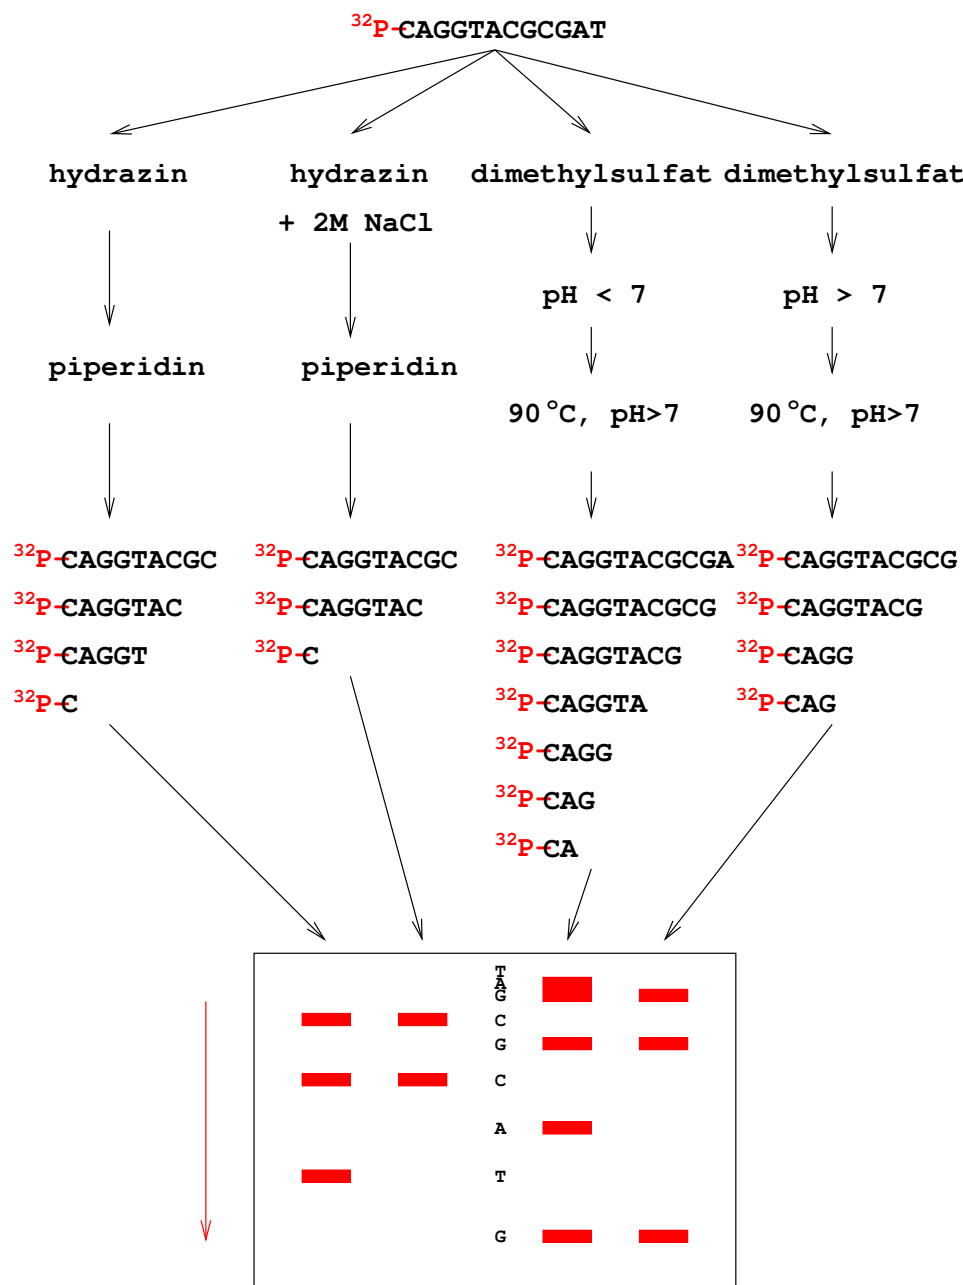 32P-CAGGTACGCGAT
hydrazin hydrazin dimethylsulfat dimethylsulfat
+ 2M NaCl
pH < 7 pH > 7
piperidin piperidin
90°C, pH>7 90°C, pH>7
32P-CAGGTACGC 32P-CAGGTACGC 32P-CAGGTACGCGA 32P-CAGGTACGCG
32P-CAGGTAC 32P-CAGGTAC 32P-CAGGTACGCG 32P-CAGGTACG
32P-CAGGT 32P-C 32P-CAGGTACG 32P-CAGG
32P-C 32P-CAGGTA 32P-CAG
32P-CAGG
32P-CAG
32P-CA
T
A
G
C
G
C
A
T
G